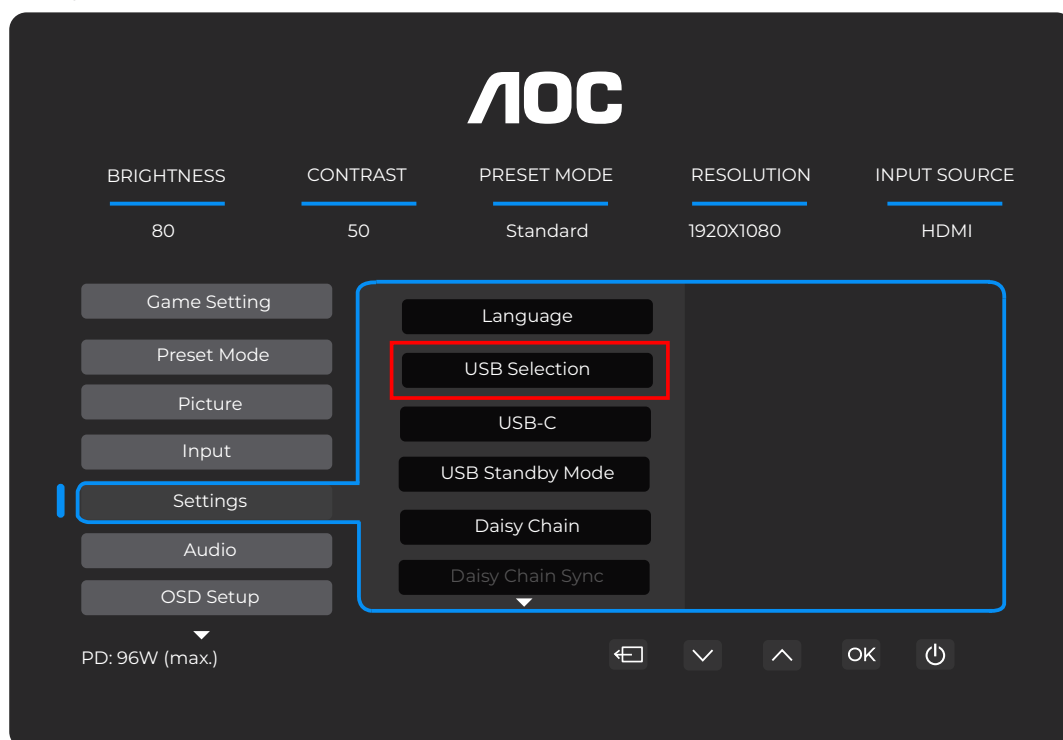 AOC
BRIGHTNESS CONTRAST PRESET MODE RESOLUTION INPUT SOURCE
80 50 Standard 1920X1080 HDMI
Game Setting
Preset Mode
Picture
Input
Settings
Audio
OSD Setup
Language
USB Selection
USB-C
USB Standby Mode
Daisy Chain
Daisy Chain Sync
PD: 96W (max.)
OK